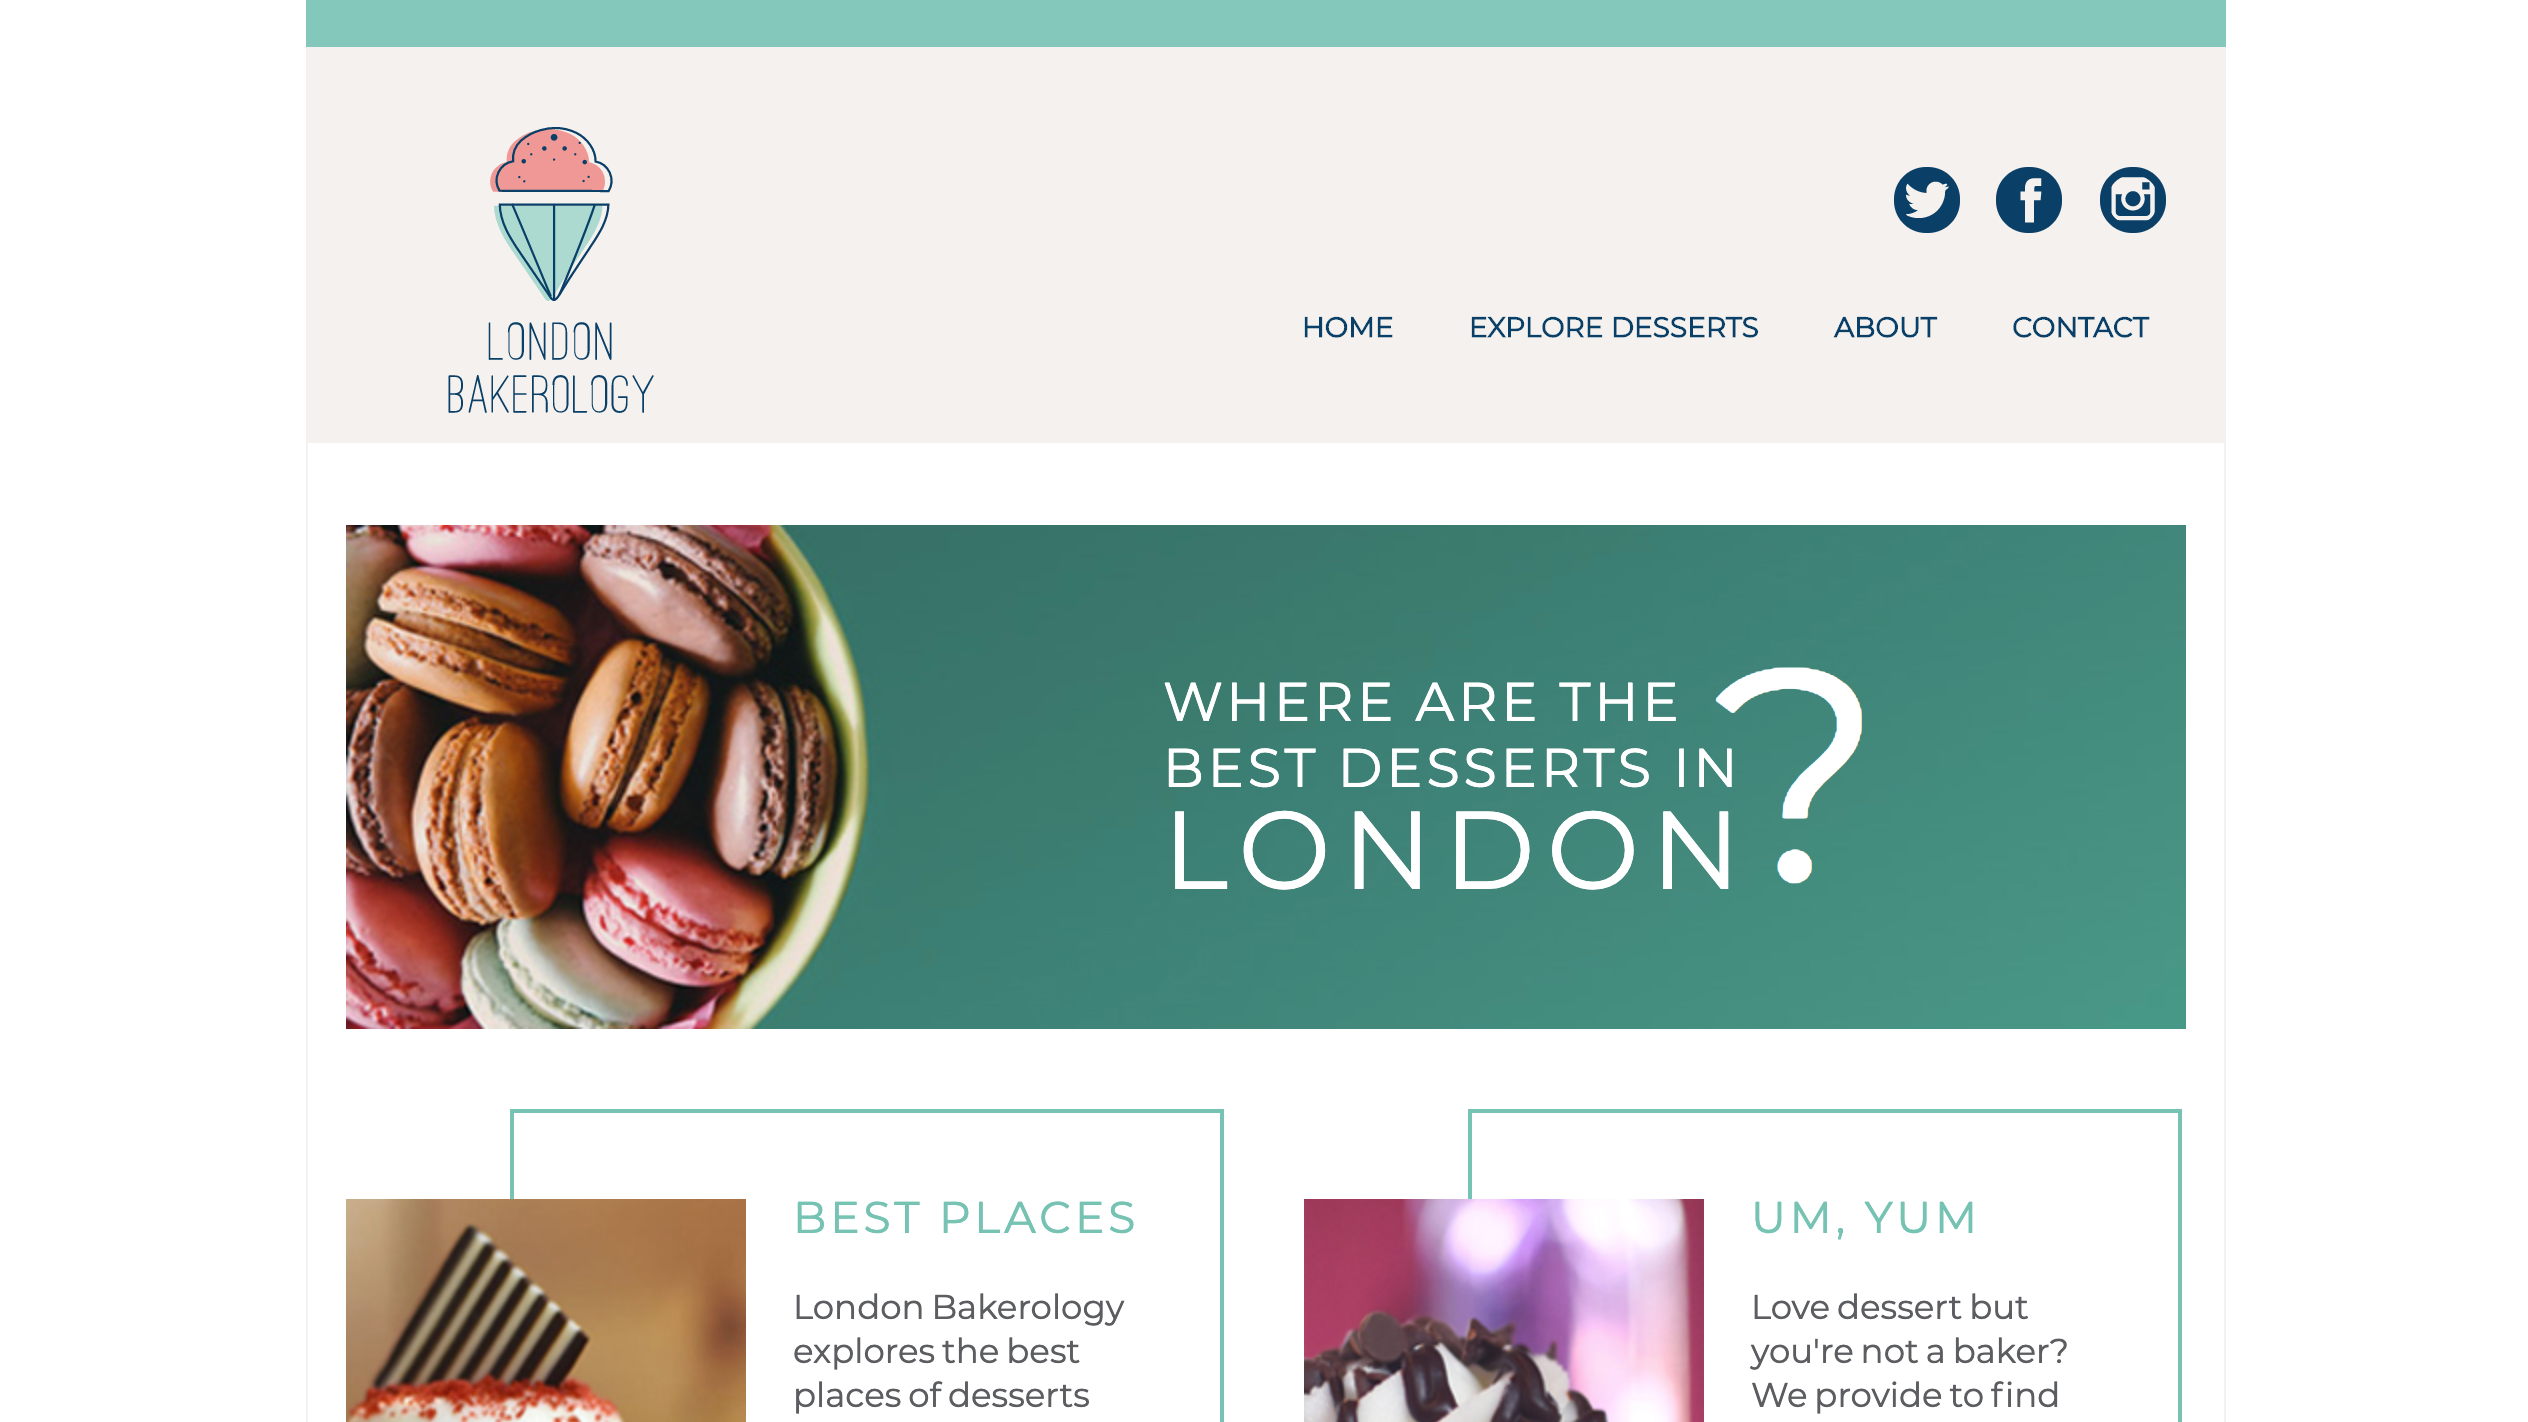 LONDON
BAKEROLOGY
HOME EXPLORE DESSERTS ABOUT CONTACT
WHERE ARE THE
BEST DESSERTS IN
LONDON?
BEST PLACES
London Bakerology
explores the best
places of desserts
UM, YUM
Love dessert but
you're not a baker?
We provide to find